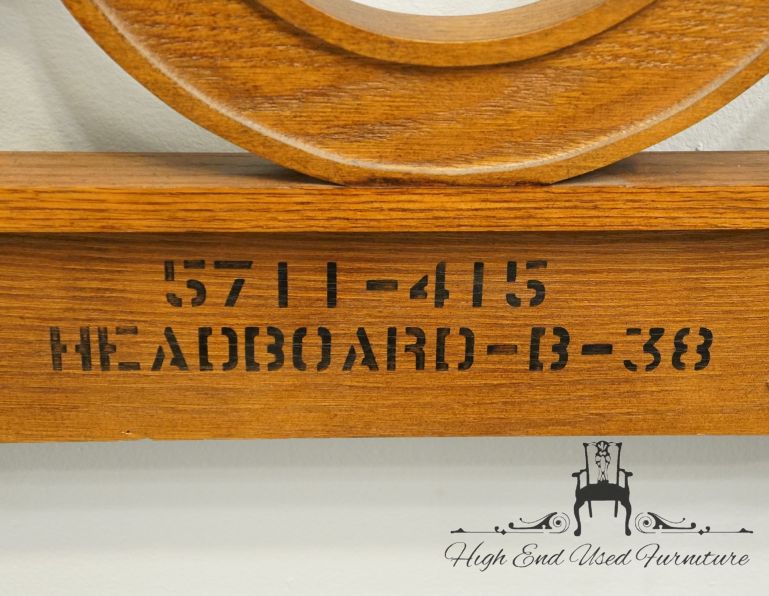 5711-415
HEADBOARD-B-38
High End Used Furniture